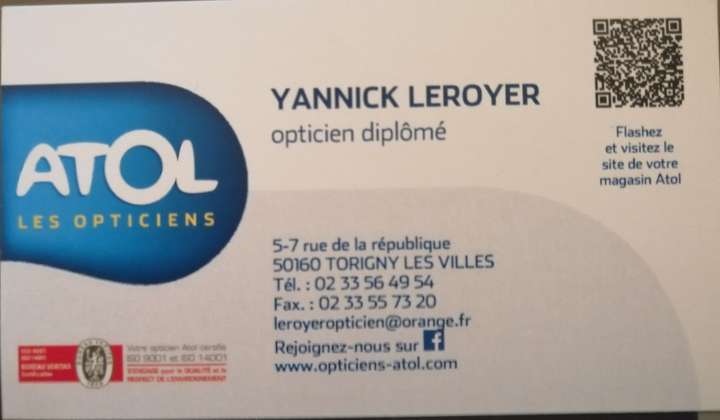 YANNICK LEROYER
opticien diplômé
Flashez
et visitez le
site de votre
magasin Atol
ATOL
LES OPTICIENS
5-7 rue de la république
50160 TORIGNY LES VILLES
Tél. : 02 33 56 49 54
Fax. : 02 33 55 73 20
leroyeropticien@orange.fr
Rejoignez-nous sur f
www.opticiens-atol.com
ISO 9001
ISO 14001
BUREAU VERITAS
Certification
Votre opticien Atol certifié
ISO 9001 et ISO 14001
S'ENGAGE pour la QUALITÉ et le
RESPECT DE L'ENVIRONNEMENT